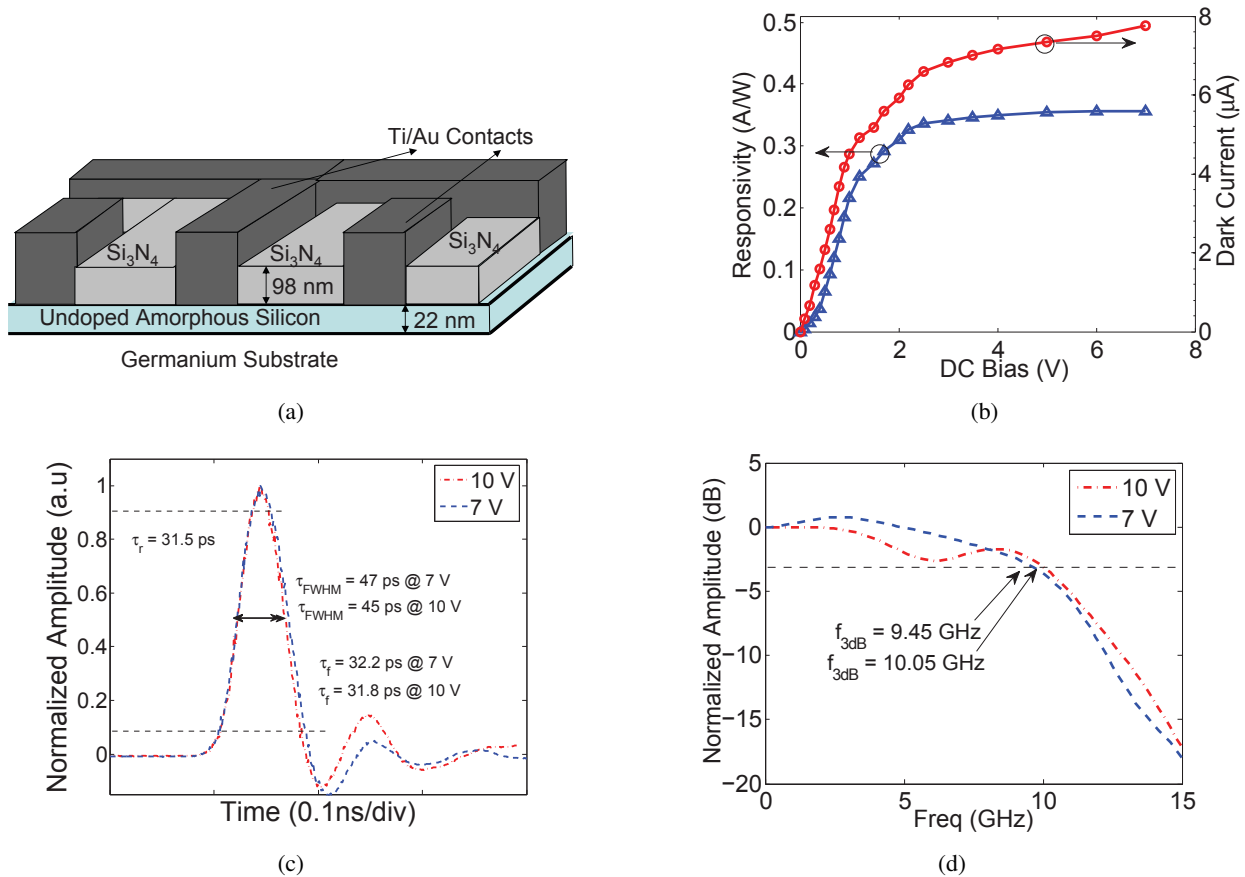 Ti/Au Contacts
Si3N4
Si3N4
Si3N4
98 nm
Undoped Amorphous Silicon
22 nm
Germanium Substrate
(a)
0.5
0.4
0.3
0.2
0.1
0
Responsivity (A/W)
8
6
4
2
0
Dark Current (µA)
0 2 4 6 8
DC Bias (V)
(b)
Normalized Amplitude (a.u)
1
0.8
0.6
0.4
0.2
0
10 V
7 V
τr = 31.5 ps
τFWHM = 47 ps @ 7 V
τFWHM = 45 ps @ 10 V
τf = 32.2 ps @ 7 V
τf = 31.8 ps @ 10 V
Time (0.1ns/div)
(c)
Normalized Amplitude (dB)
5
0
−5
−10
−15
−20
10 V
7 V
f3dB = 9.45 GHz
f3dB = 10.05 GHz
0 5 10 15
Freq (GHz)
(d)